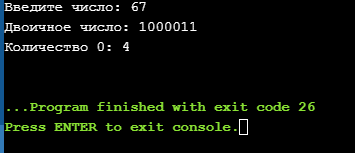 Введите число: 67
Двоичное число: 1000011
Количество 0: 4
...Program finished with exit code 26
Press ENTER to exit console.